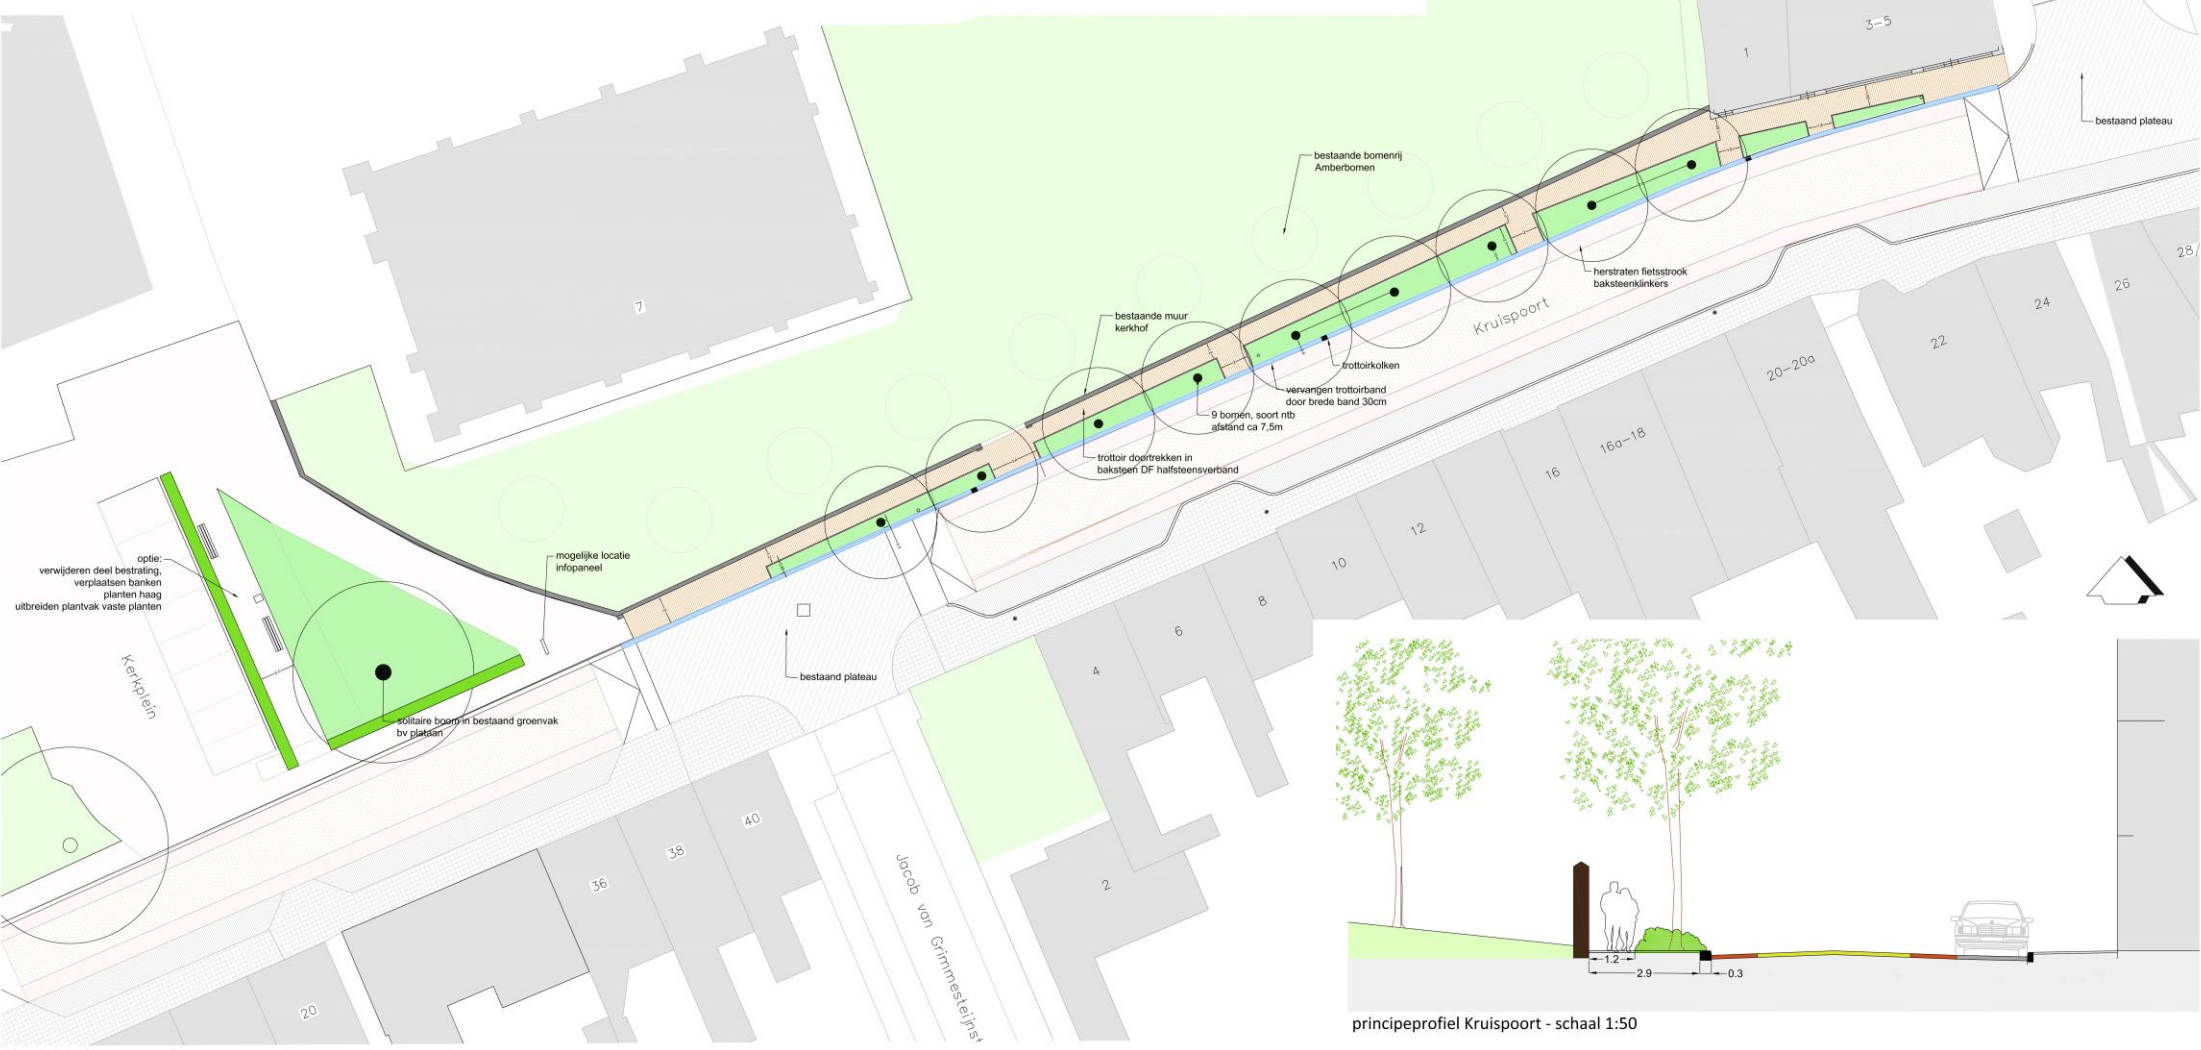 3-5
1
bestaand plateau
bestaande bomenrij
Amberbomen
7
herstraten fietsstrook
baksteenklinkers
28/
26
24
22
Kruispoort
bestaande muur
kerkhof
trottoirkolken
vervangen trottoirband
door brede band 30cm
9 bomen, soort ntb
afstand ca 7,5m
trottoir doortrekken in
baksteen DF halfsteensverband
20-20a
16a-18
16
12
10
8
6
4
2
optie:
verwijderen deel bestrating,
verplaatsen banken
planten haag
uitbreiden plantvak vaste planten
mogelijke locatie
infopaneel
Kerkplein
bestaand plateau
solitaire boom in bestaand groenvak
bv plataan
40
38
36
20
Jacob van Grimmesteijnst
1.2
2.9
0.3
principeprofiel Kruispoort - schaal 1:50